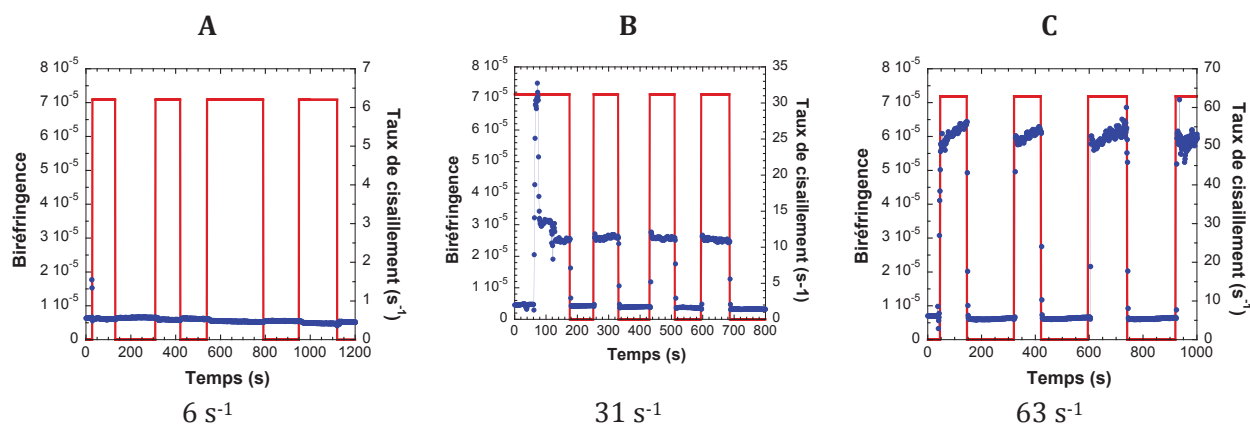 A
B
C
8 10-5
7 10-5
6 10-5
5 10-5
4 10-5
3 10-5
2 10-5
1 10-5
0
Biréfringence
7
6
5
4
3
2
1
0
Taux de cisaillement (s-1)
0 200 400 600 800 1000 1200
Temps (s)
6 s-1
8 10-5
7 10-5
6 10-5
5 10-5
4 10-5
3 10-5
2 10-5
1 10-5
0
Biréfringence
35
30
25
20
15
10
5
0
Taux de cisaillement (s-1)
0 100 200 300 400 500 600 700 800
Temps (s)
31 s-1
8 10-5
7 10-5
6 10-5
5 10-5
4 10-5
3 10-5
2 10-5
1 10-5
0
Biréfringence
70
60
50
40
30
20
10
0
Taux de cisaillement (s-1)
0 200 400 600 800 1000
Temps (s)
63 s-1